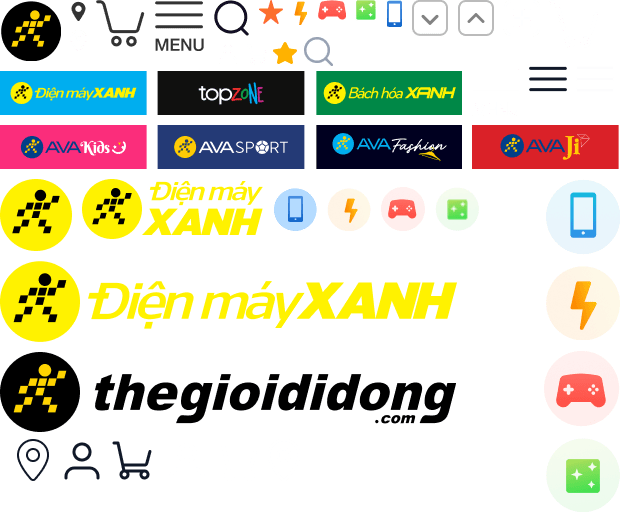 MENU
Điện máyXANH
topzone
Bách hóa XANH
AVAKids
AVASPORT
AVAFashion
AVAJi
Điện máy
XANH
Điện máyXANH
thegioididong
.com